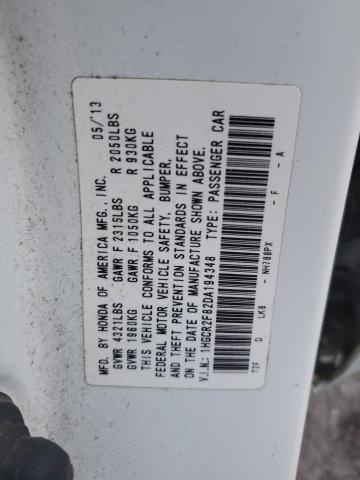 MFD. BY HONDA OF AMERICA MFG., INC. 05/'13
GVWR 4321LBS GAWR F 2315LBS R 2050LBS
GVWR 1960KG GAWR F 1050KG R 930KG
THIS VEHICLE CONFORMS TO ALL APPLICABLE
FEDERAL MOTOR VEHICLE SAFETY, BUMPER,
AND THEFT PREVENTION STANDARDS IN EFFECT
ON THE DATE OF MANUFACTURE SHOWN ABOVE.
V.I.N.: 1HGCR2F82DA194348 TYPE: PASSENGER CAR
T2F D LK8 - NH788PX - F - A